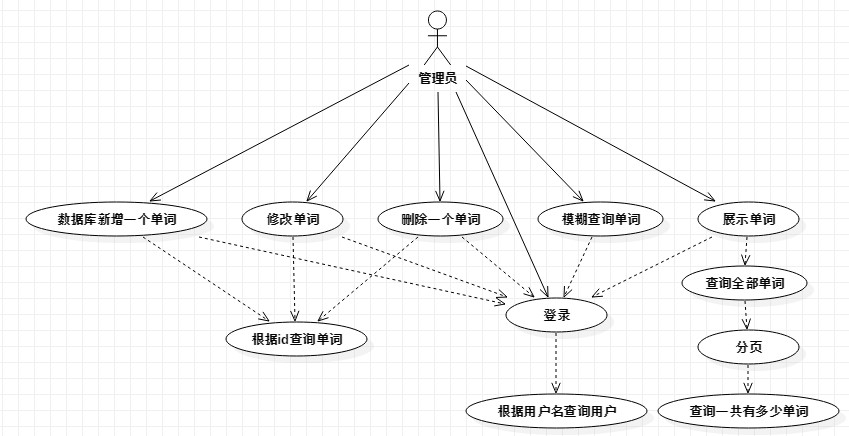 管理员
数据库新增一个单词
修改单词
删除一个单词
模糊查询单词
展示单词
查询全部单词
登录
根据id查询单词
分页
根据用户名查询用户
查询一共有多少单词